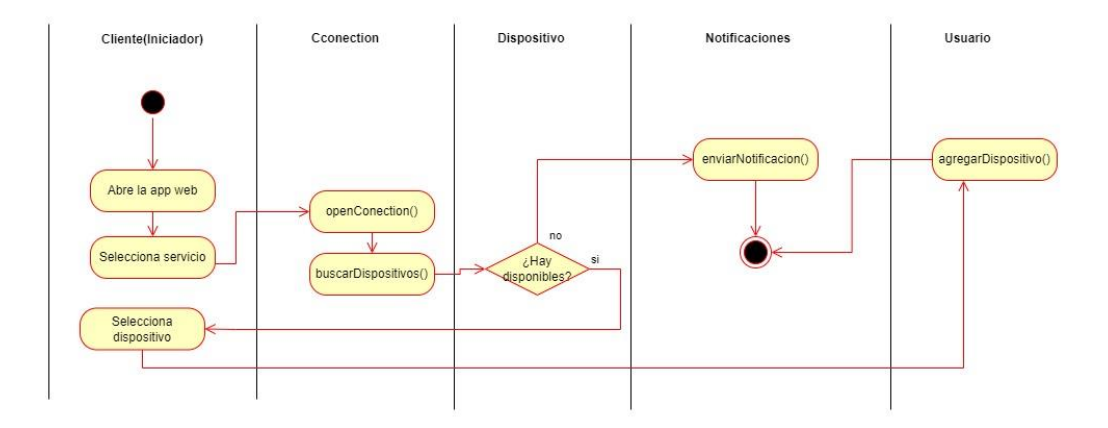 Cliente(Iniciador)
Cconection
Dispositivo
Notificaciones
Usuario
Abre la app web
Selecciona servicio
Selecciona
dispositivo
openConection()
buscarDispositivos()
¿Hay
disponibles?
no
si
enviarNotificacion()
agregarDispositivo()